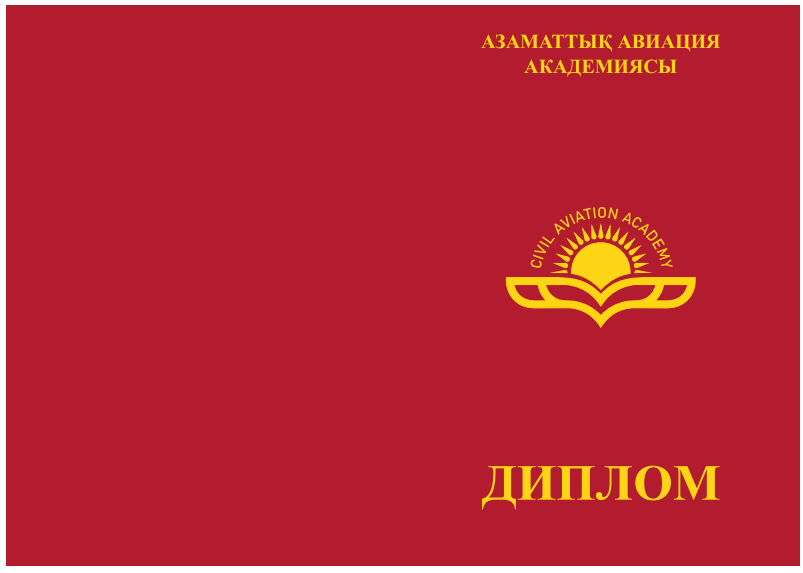 АЗАМАТТЫҚ АВИАЦИЯ
АКАДЕМИЯСЫ
CIVIL AVIATION ACADEMY
ДИПЛОМ